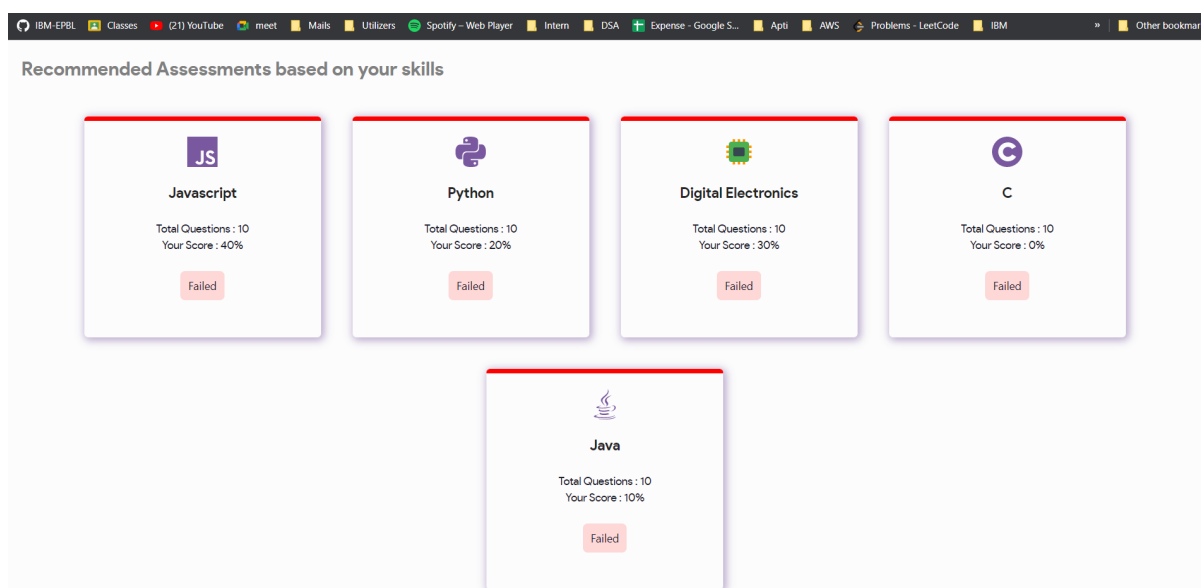 IBM-EPBL Classes (21) YouTube meet Mails Utilizers Spotify – Web Player Intern DSA Expense - Google S... Apti AWS Problems - LeetCode IBM » Other bookmar
Recommended Assessments based on your skills
JS
Javascript
Total Questions : 10
Your Score : 40%
Failed
Python
Total Questions : 10
Your Score : 20%
Failed
Digital Electronics
Total Questions : 10
Your Score : 30%
Failed
C
C
Total Questions : 10
Your Score : 0%
Failed
Java
Total Questions : 10
Your Score : 10%
Failed